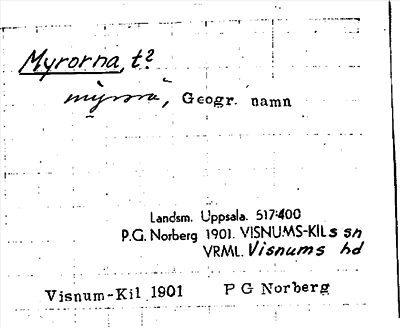 Myrorna, t?
Geogr. namn
Landsm. Uppsala. 517:400
P.G. Norberg 1901. VISNUMS-KILs sn
VRML. Visnums hd
Visnum-Kil 1901 P G Norberg